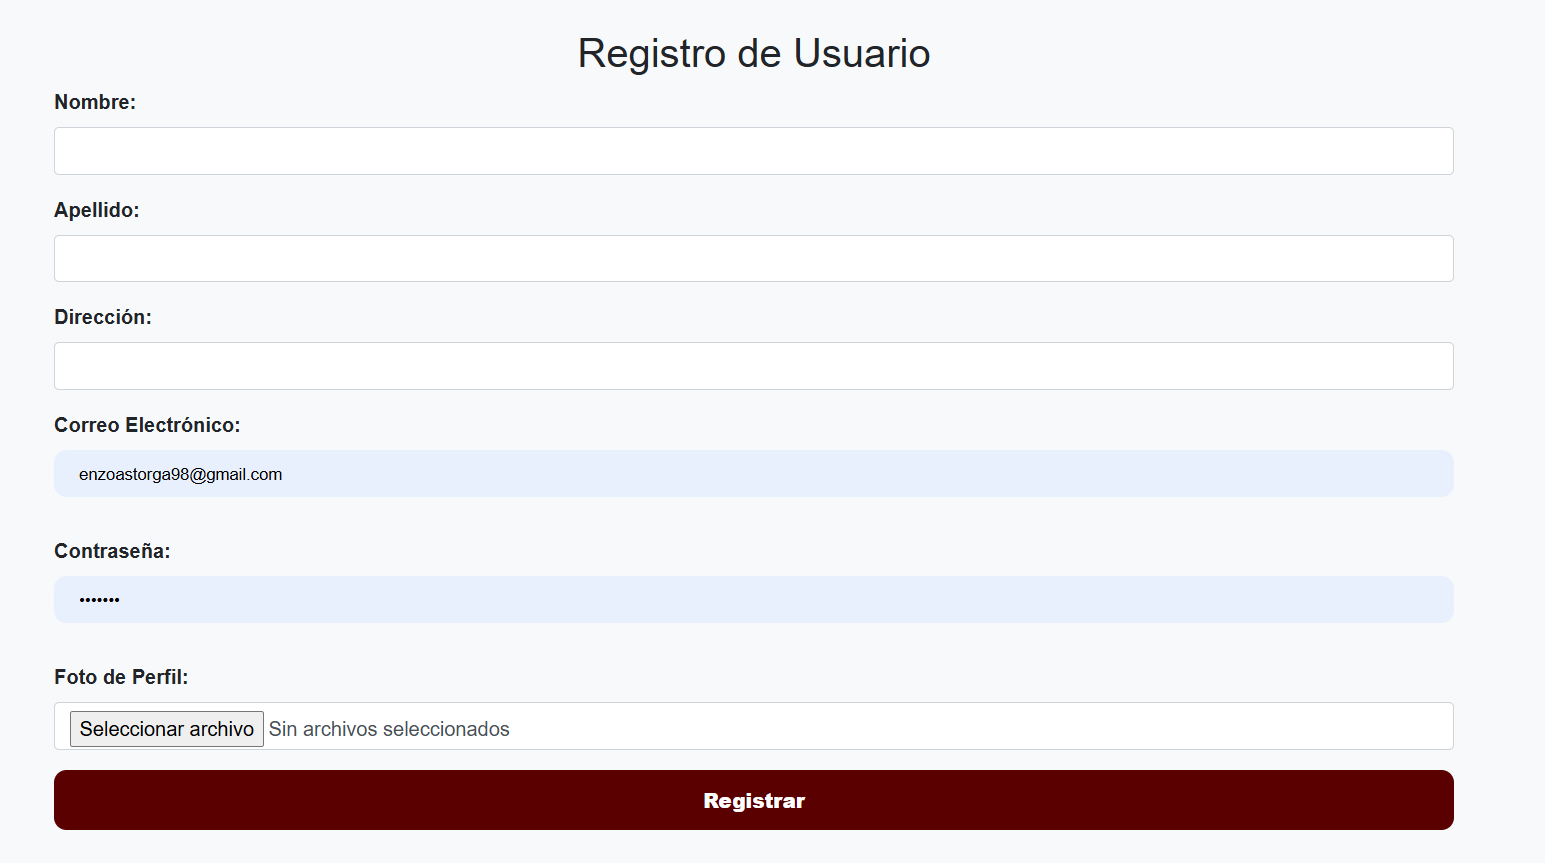 Registro de Usuario
Nombre:
Apellido:
Dirección:
Correo Electrónico:
enzoastorga98@gmail.com
Contraseña:
•••••••
Foto de Perfil:
Seleccionar archivo Sin archivos seleccionados
Registrar